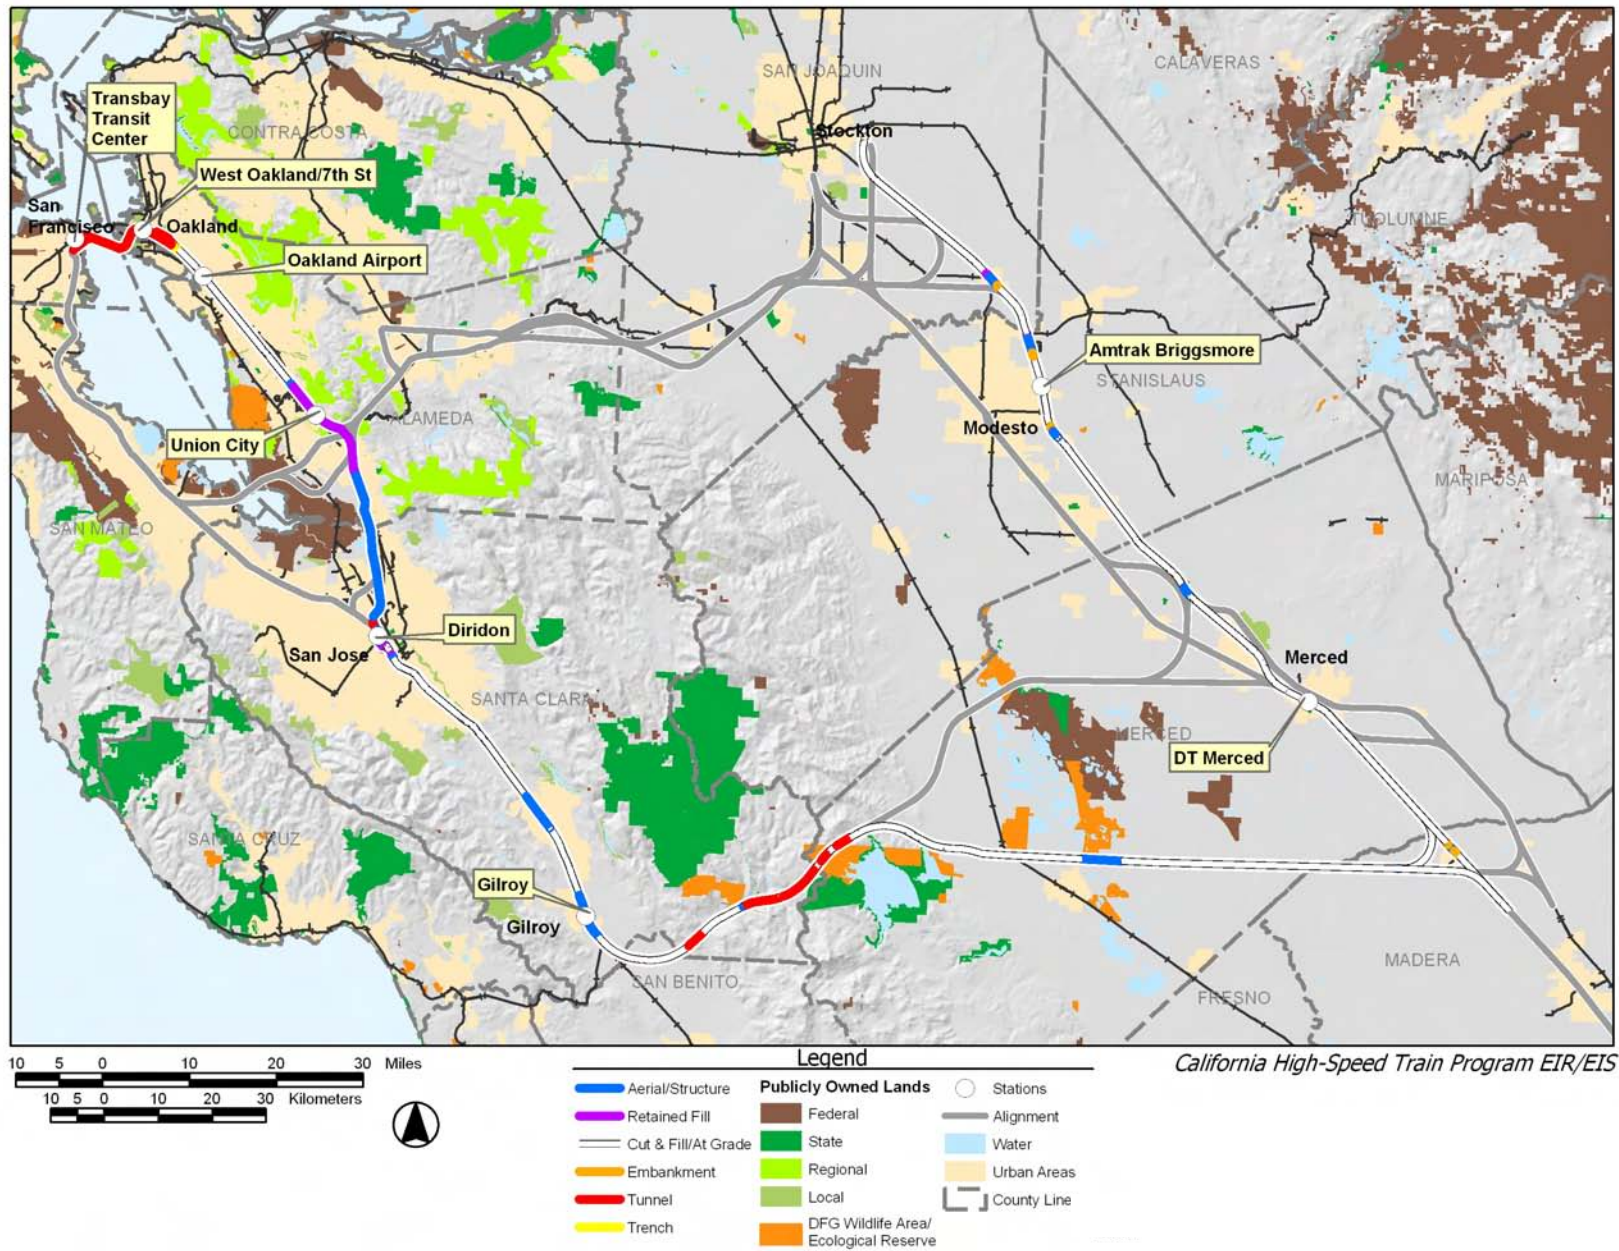 SAN JOAQUIN
CALAVERAS
Transbay
Transit
Center
CONTRA COSTA
Stockton
West Oakland/7th St
San
Francisco
Oakland
TUOLUMNE
Oakland Airport
Amtrak Briggsmore
STANISLAUS
ALAMEDA
Modesto
Union City
MARIPOSA
SAN MATEO
Diridon
San Jose
Merced
SANTA CLARA
MERCED
DT Merced
SANTA CRUZ
Gilroy
Gilroy
SAN BENITO
MADERA
FRESNO
10 5 0 10 20 30 Miles
10 5 0 10 20 30 Kilometers
Legend
California High-Speed Train Program EIR/EIS
Aerial/Structure
Retained Fill
Cut & Fill/At Grade
Embankment
Tunnel
Trench
Publicly Owned Lands
Federal
State
Regional
Local
DFG Wildlife Area/
Ecological Reserve
Stations
Alignment
Water
Urban Areas
County Line